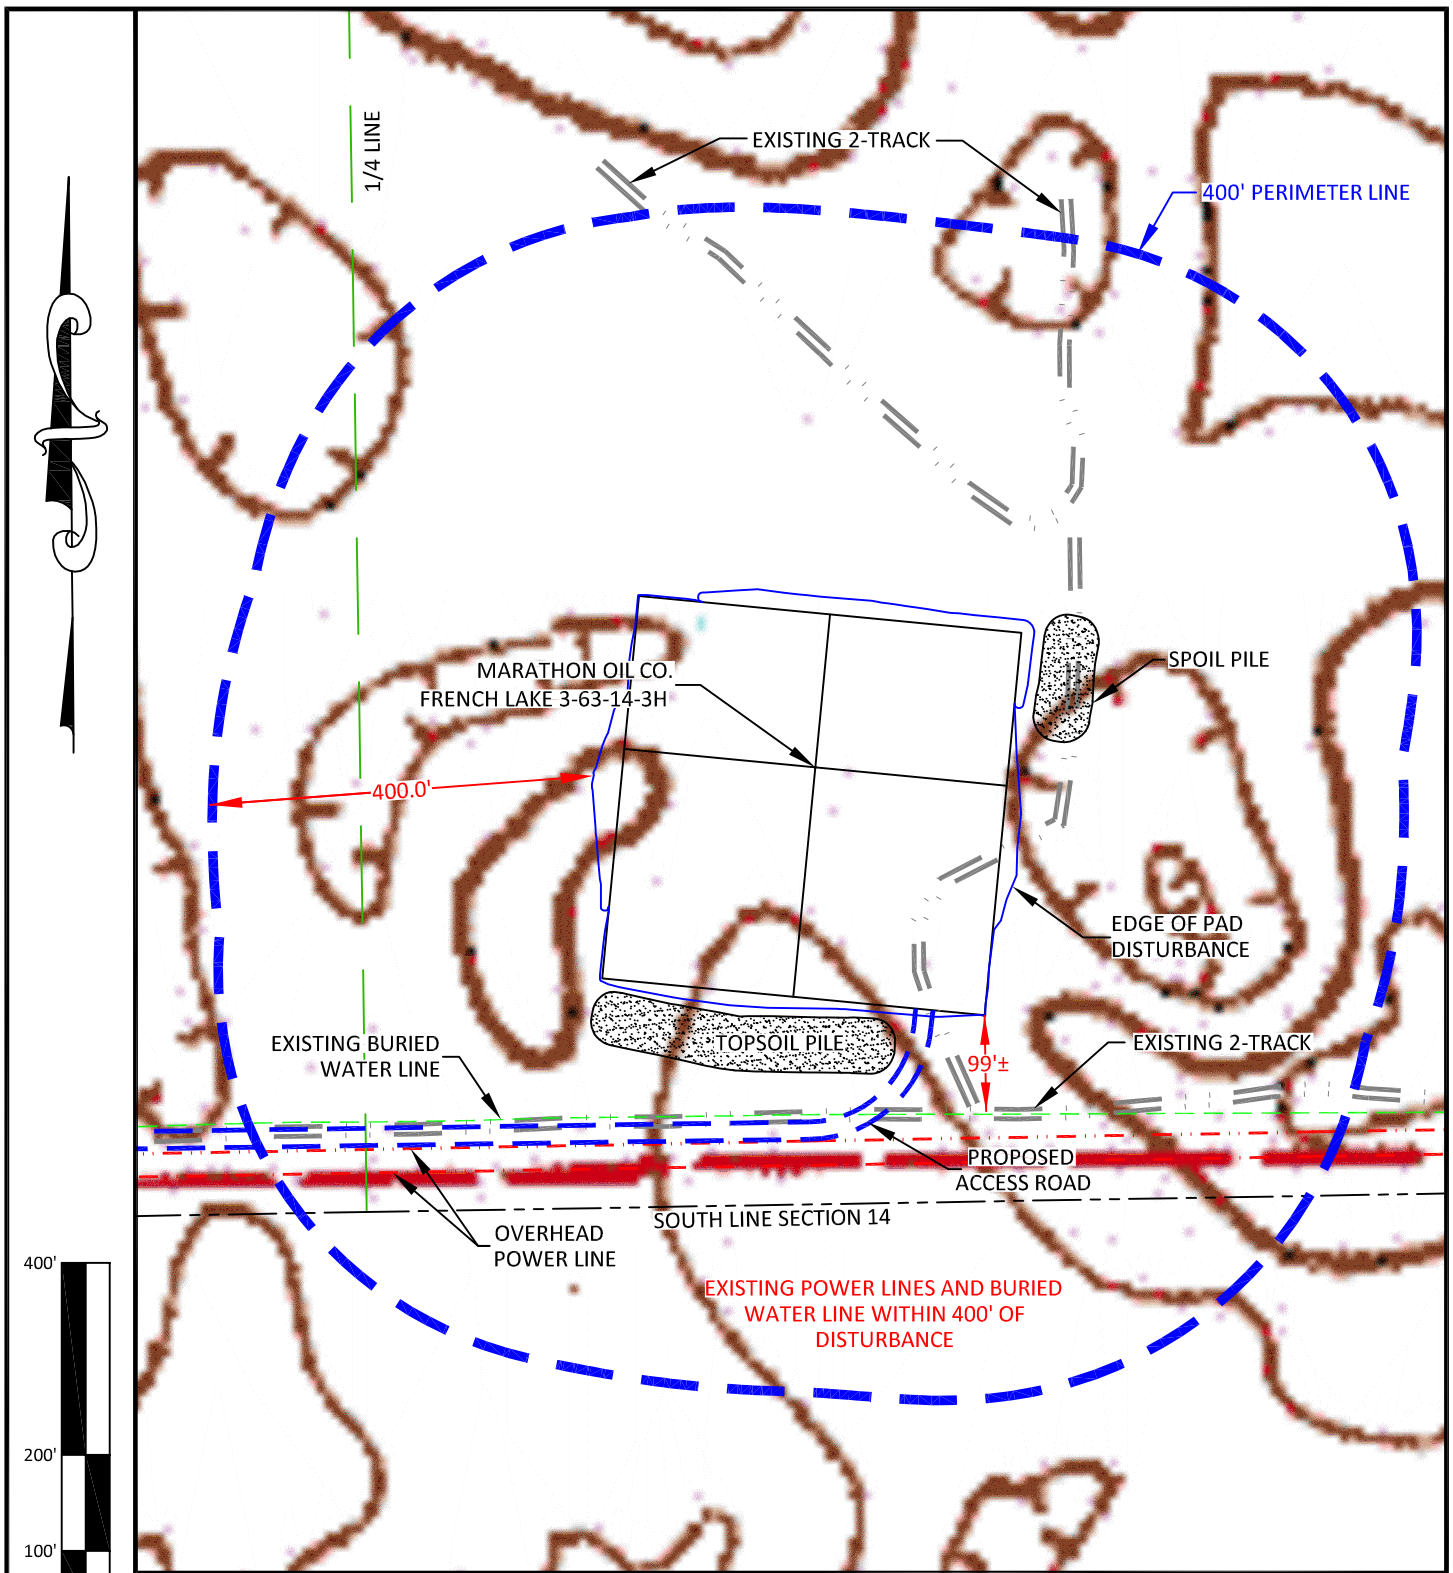 1/4 LINE
EXISTING 2-TRACK
400' PERIMETER LINE
MARATHON OIL CO.
FRENCH LAKE 3-63-14-3H
SPOIL PILE
400.0'
EDGE OF PAD
DISTURBANCE
EXISTING BURIED
WATER LINE
TOPSOIL PILE
99'±
EXISTING 2-TRACK
PROPOSED
ACCESS ROAD
SOUTH LINE SECTION 14
OVERHEAD
POWER LINE
EXISTING POWER LINES AND BURIED
WATER LINE WITHIN 400' OF
DISTURBANCE
400'
200'
100'